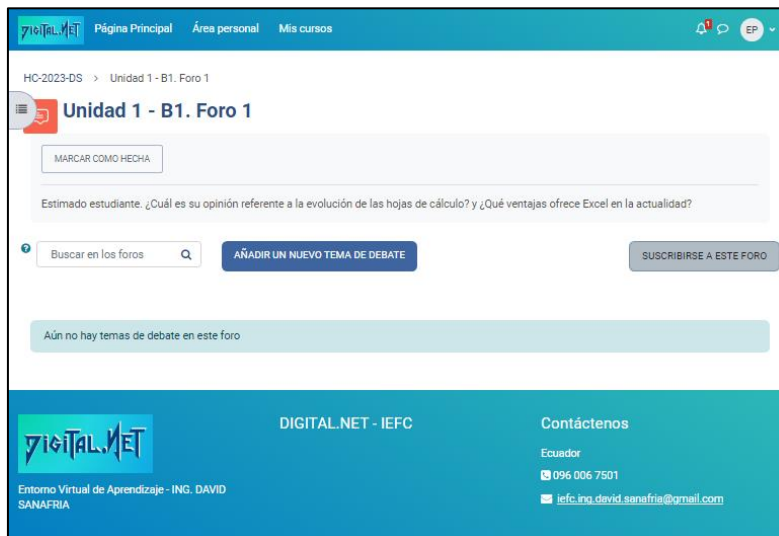 DIGITAL.NET Página Principal Área personal Mis cursos 1 EP
HC-2023-DS > Unidad 1 - B1. Foro 1
Unidad 1 - B1. Foro 1
MARCAR COMO HECHA
Estimado estudiante. ¿Cuál es su opinión referente a la evolución de las hojas de cálculo? y ¿Qué ventajas ofrece Excel en la actualidad?
Buscar en los foros AÑADIR UN NUEVO TEMA DE DEBATE SUSCRIBIRSE A ESTE FORO
Aún no hay temas de debate en este foro
DIGITAL.NET
Entorno Virtual de Aprendizaje - ING. DAVID
SANAFRIA
DIGITAL.NET - IEFC
Contáctenos
Ecuador
096 006 7501
iefc.ing.david.sanafria@gmail.com